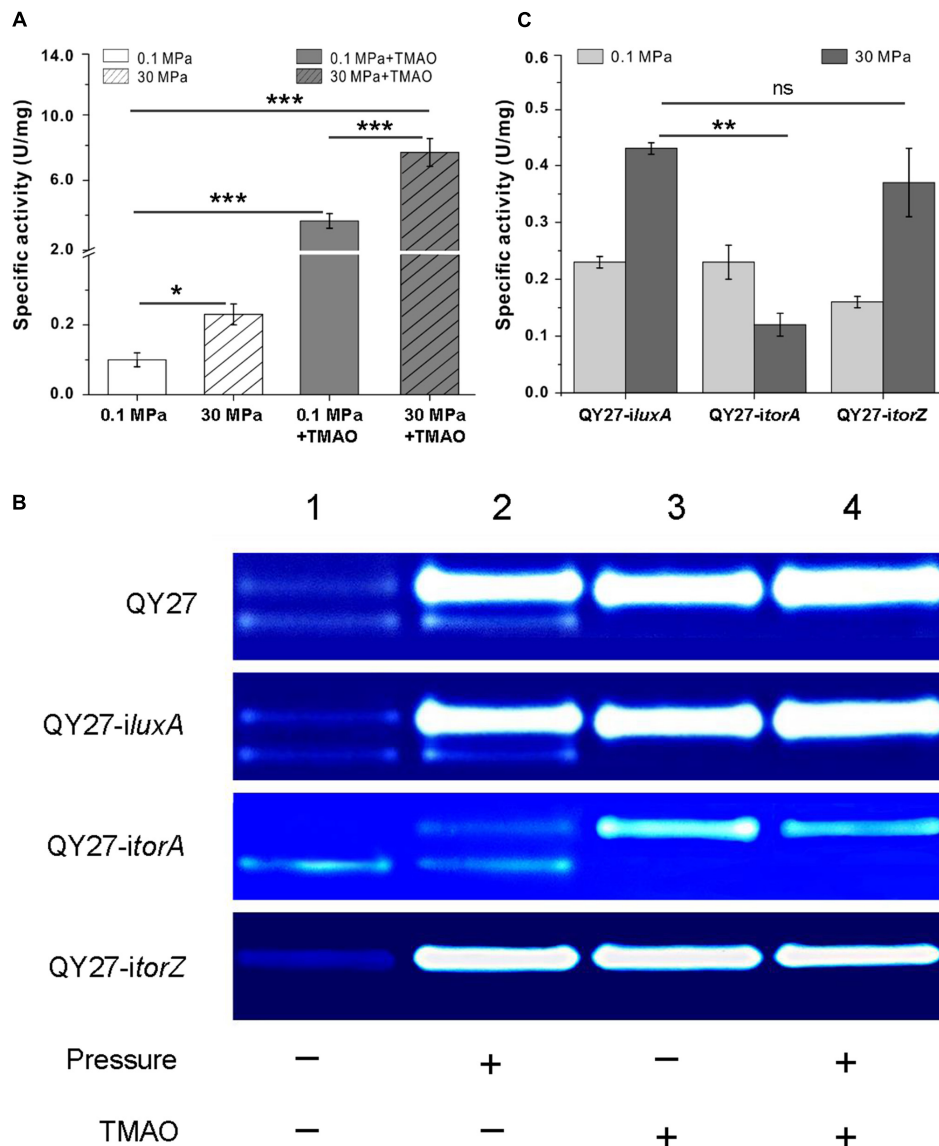 A
0.1 MPa
30 MPa
0.1 MPa+TMAO
30 MPa+TMAO
14.0
10.0
6.0
2.0
0.2
0.0
Specific activity (U/mg)
***
***
***
*
0.1 MPa
30 MPa
0.1 MPa +TMAO
30 MPa +TMAO
C
0.1 MPa
30 MPa
0.6
0.5
0.4
0.3
0.2
0.1
0.0
Specific activity (U/mg)
ns
**
QY27-iluxA
QY27-itorA
QY27-itorZ
B
1 2 3 4
QY27
QY27-iluxA
QY27-itorA
QY27-itorZ
Pressure − + − +
TMAO − − + +